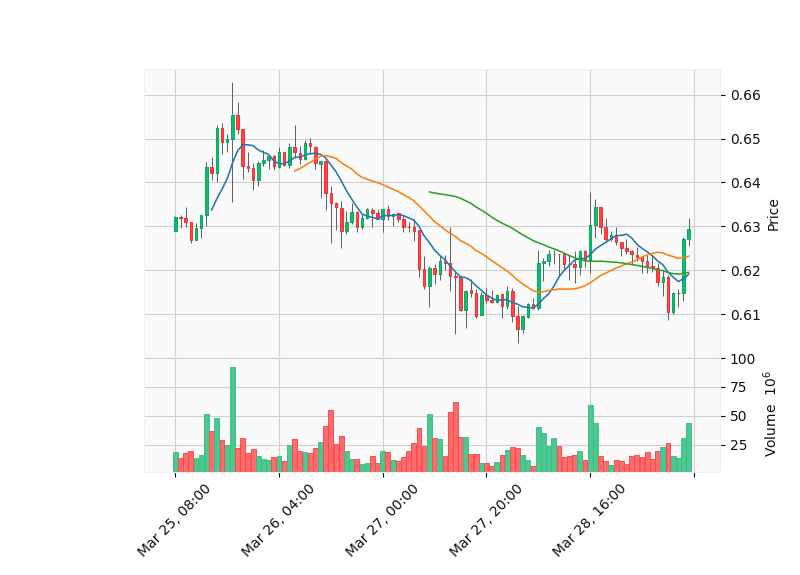 0.66
0.65
0.64
0.63
0.62
0.61
Price
100
75
50
25
Volume 10^6
Mar 25, 08:00
Mar 26, 04:00
Mar 27, 00:00
Mar 27, 20:00
Mar 28, 16:00